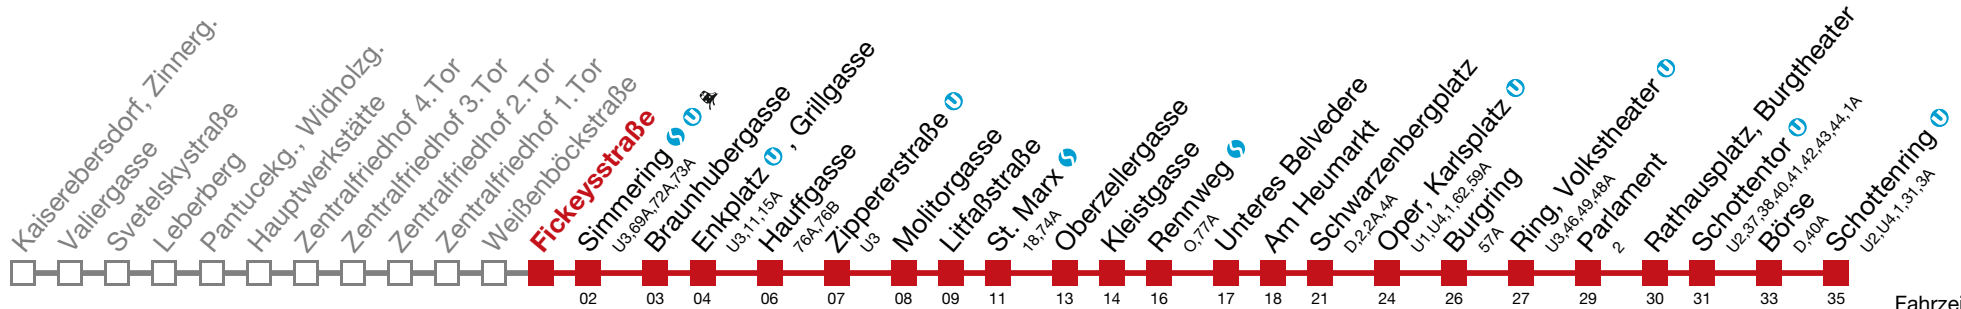 Kaiserebersdorf, Zinnerg.
Valiergasse
Svetelskystraße
Leberberg
Pantucekg., Widholzg.
Hauptwerkstätte
Zentralfriedhof 4.Tor
Zentralfriedhof 3.Tor
Zentralfriedhof 2.Tor
Zentralfriedhof 1.Tor
Weißenböckstraße
Fickeysstraße
Simmering S U
U3,69A,72A,73A
Braunhubergasse
Enkplatz U , Grillgasse
U3,11,15A
Hauffgasse
76A,76B
Zippererstraße U
U3
Molitorgasse
Litfaßstraße
St. Marx S
18,74A
Oberzellergasse
Kleistgasse
Rennweg S
O,77A
Unteres Belvedere
Am Heumarkt
Schwarzenbergplatz
D,2,2A,4A
Oper, Karlsplatz U
U1,U4,1,62,59A
Burgring
57A
Ring, Volkstheater U
U3,46,49,48A
Parlament
2
Rathausplatz, Burgtheater
Schottentor U
U2,37,38,40,41,42,43,44,1A
Börse
D,40A
Schottenring U
U2,U4,1,31,3A
02 03 04 06 07 08 09 11 13 14 16 17 18 21 24 26 27 29 30 31 33 35
Fahrzei